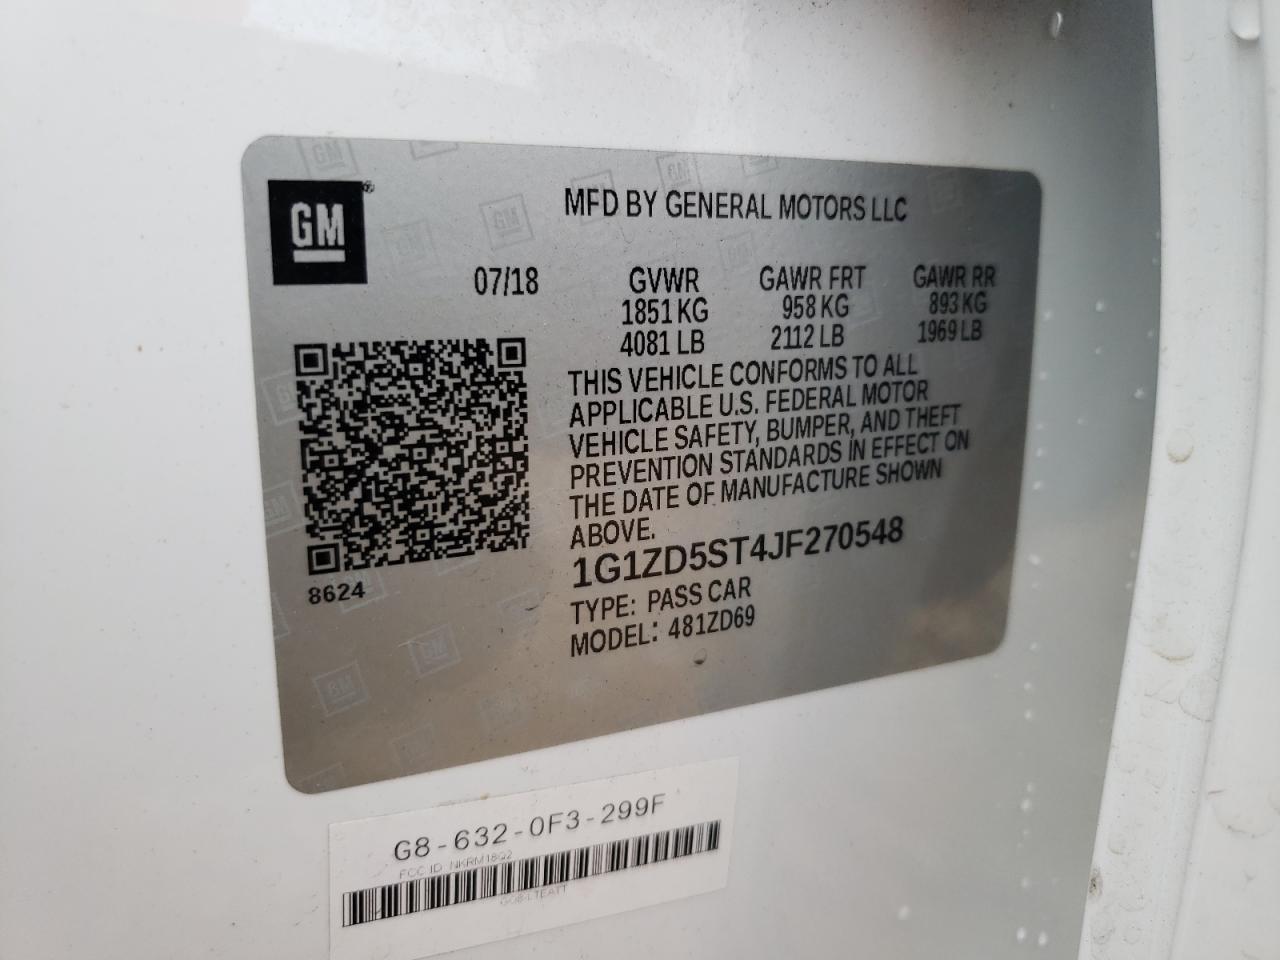 GM
MFD BY GENERAL MOTORS LLC
07/18 GVWR GAWR FRT GAWR RR
1851 KG 958 KG 893 KG
4081 LB 2112 LB 1969 LB
THIS VEHICLE CONFORMS TO ALL
APPLICABLE U.S. FEDERAL MOTOR
VEHICLE SAFETY, BUMPER, AND THEFT
PREVENTION STANDARDS IN EFFECT ON
THE DATE OF MANUFACTURE SHOWN
ABOVE.
8624
1G1ZD5ST4JF270548
TYPE: PASS CAR
MODEL: 481ZD69
G8-632-0F3-299F
FCC ID: NKRM18Q2